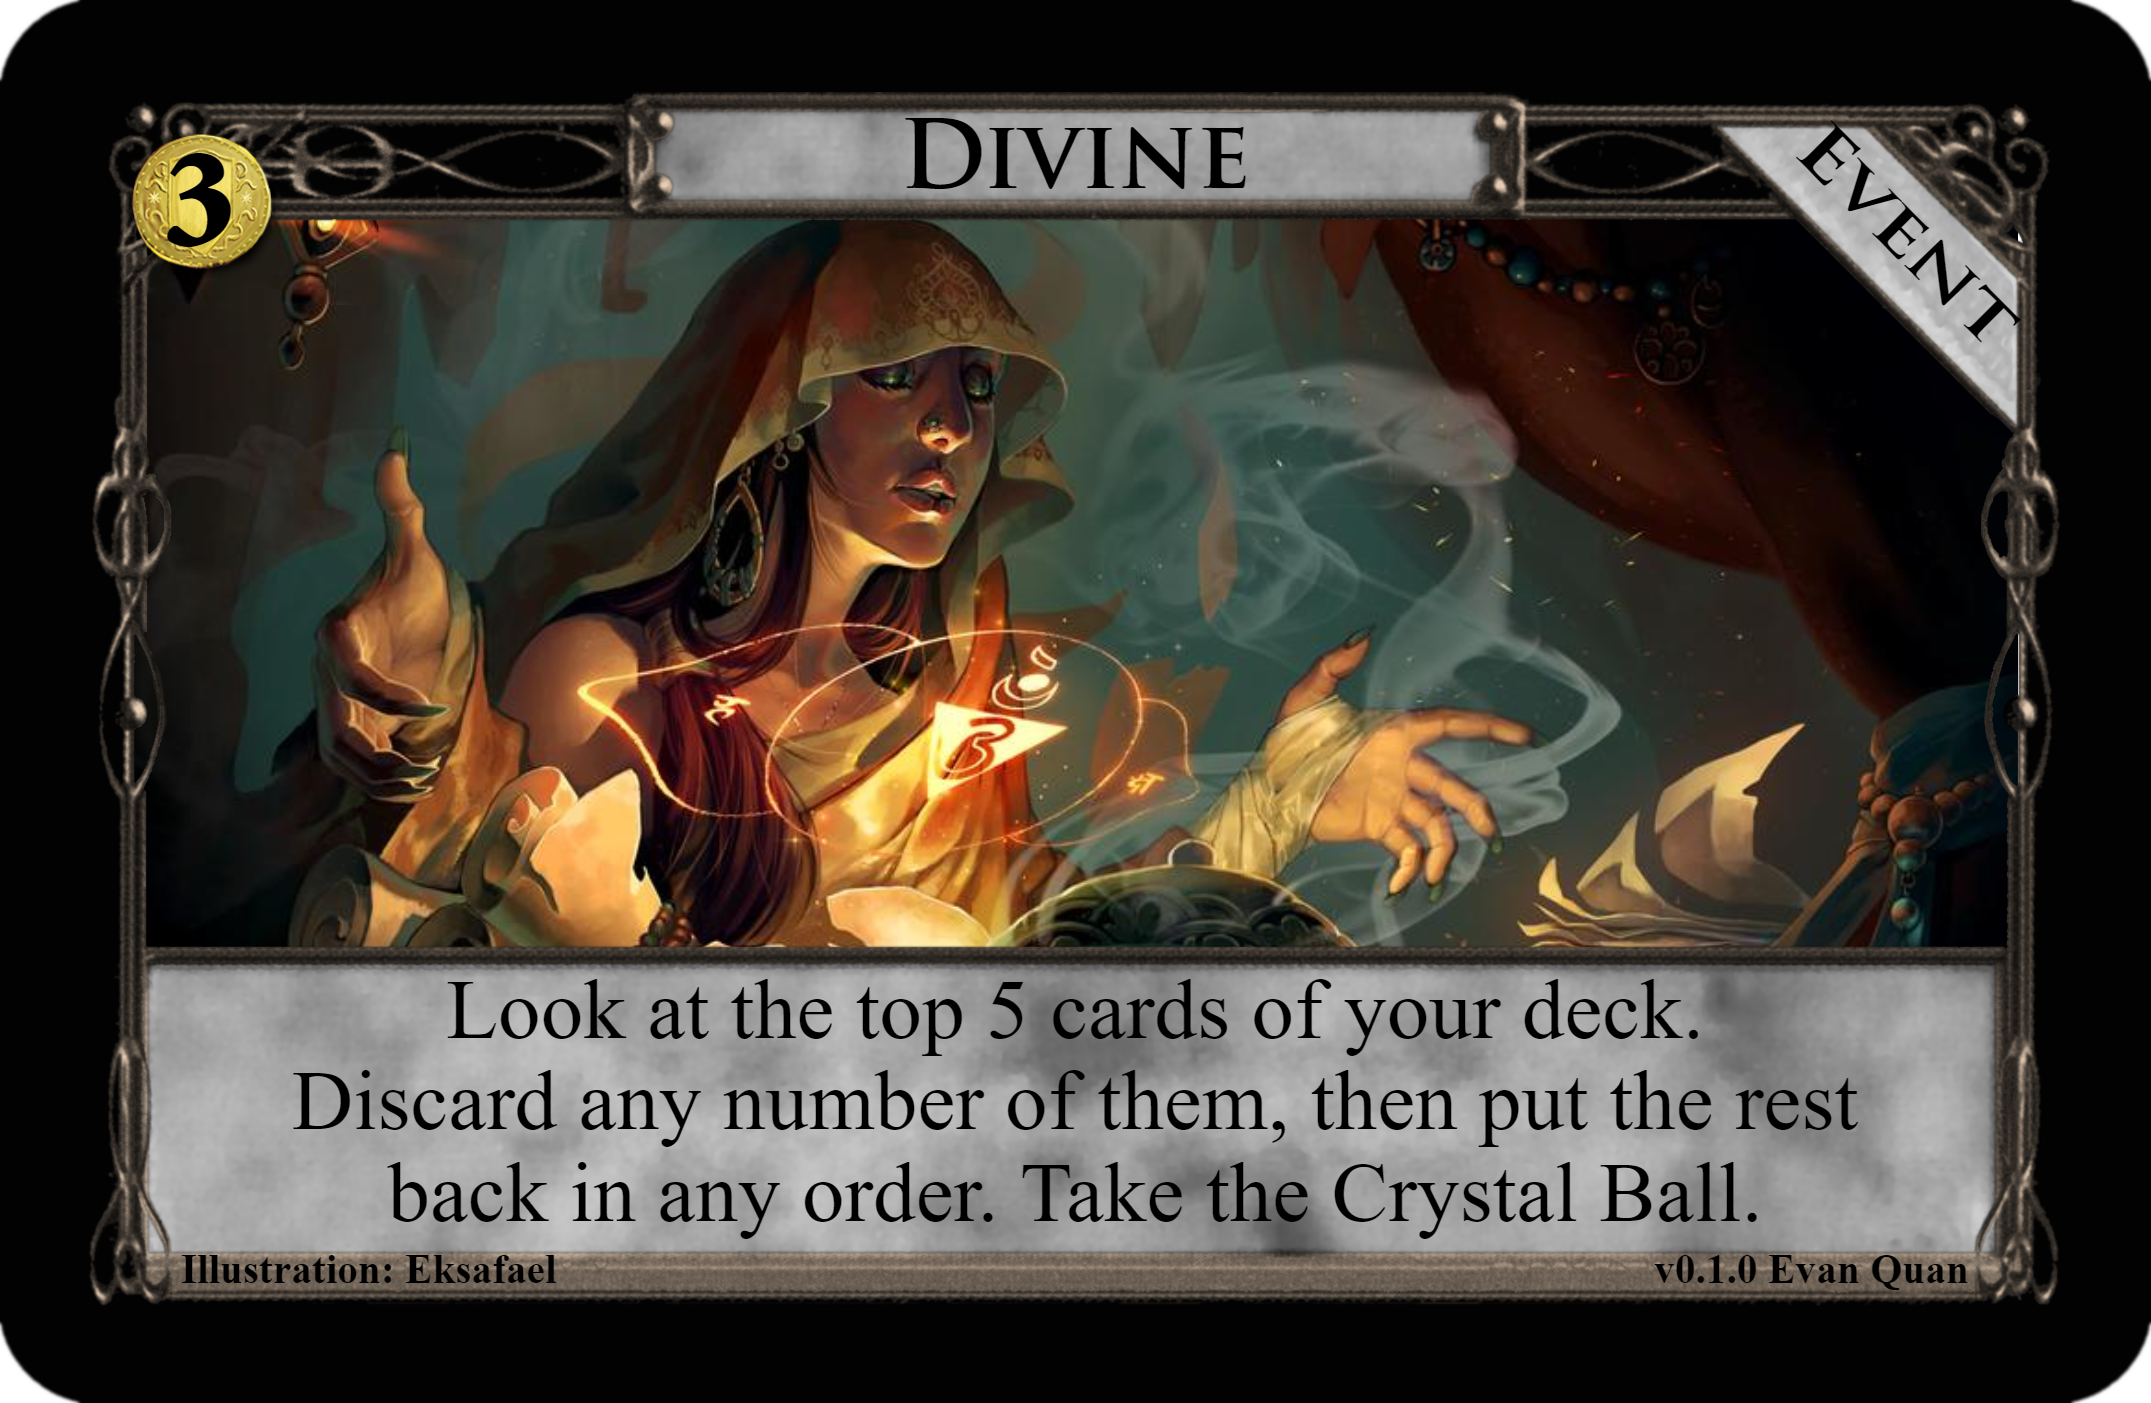 3
DIVINE
EVENT
Look at the top 5 cards of your deck.
Discard any number of them, then put the rest
back in any order. Take the Crystal Ball.
Illustration: Eksafael
v0.1.0 Evan Quan